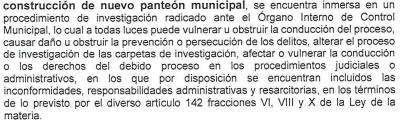 construcción de nuevo panteón municipal, se encuentra inmersa en un
procedimiento de investigación radicado ante el Órgano Interno de Control
Municipal, lo cual a todas luces puede vulnerar u obstruir la conducción del proceso,
causar daño u obstruir la prevención o persecución de los delitos, alterar el proceso
de investigación de las carpetas de investigación, afectar o vulnerar la conducción
o los derechos del debido proceso en los procedimientos judiciales o
administrativos, en los que por disposición se encuentran incluidos las
inconformidades, responsabilidades administrativas y resarcitorias, en los términos
de lo previsto por el diverso artículo 142 fracciones VI, VIII y X de la Ley de la
materia.